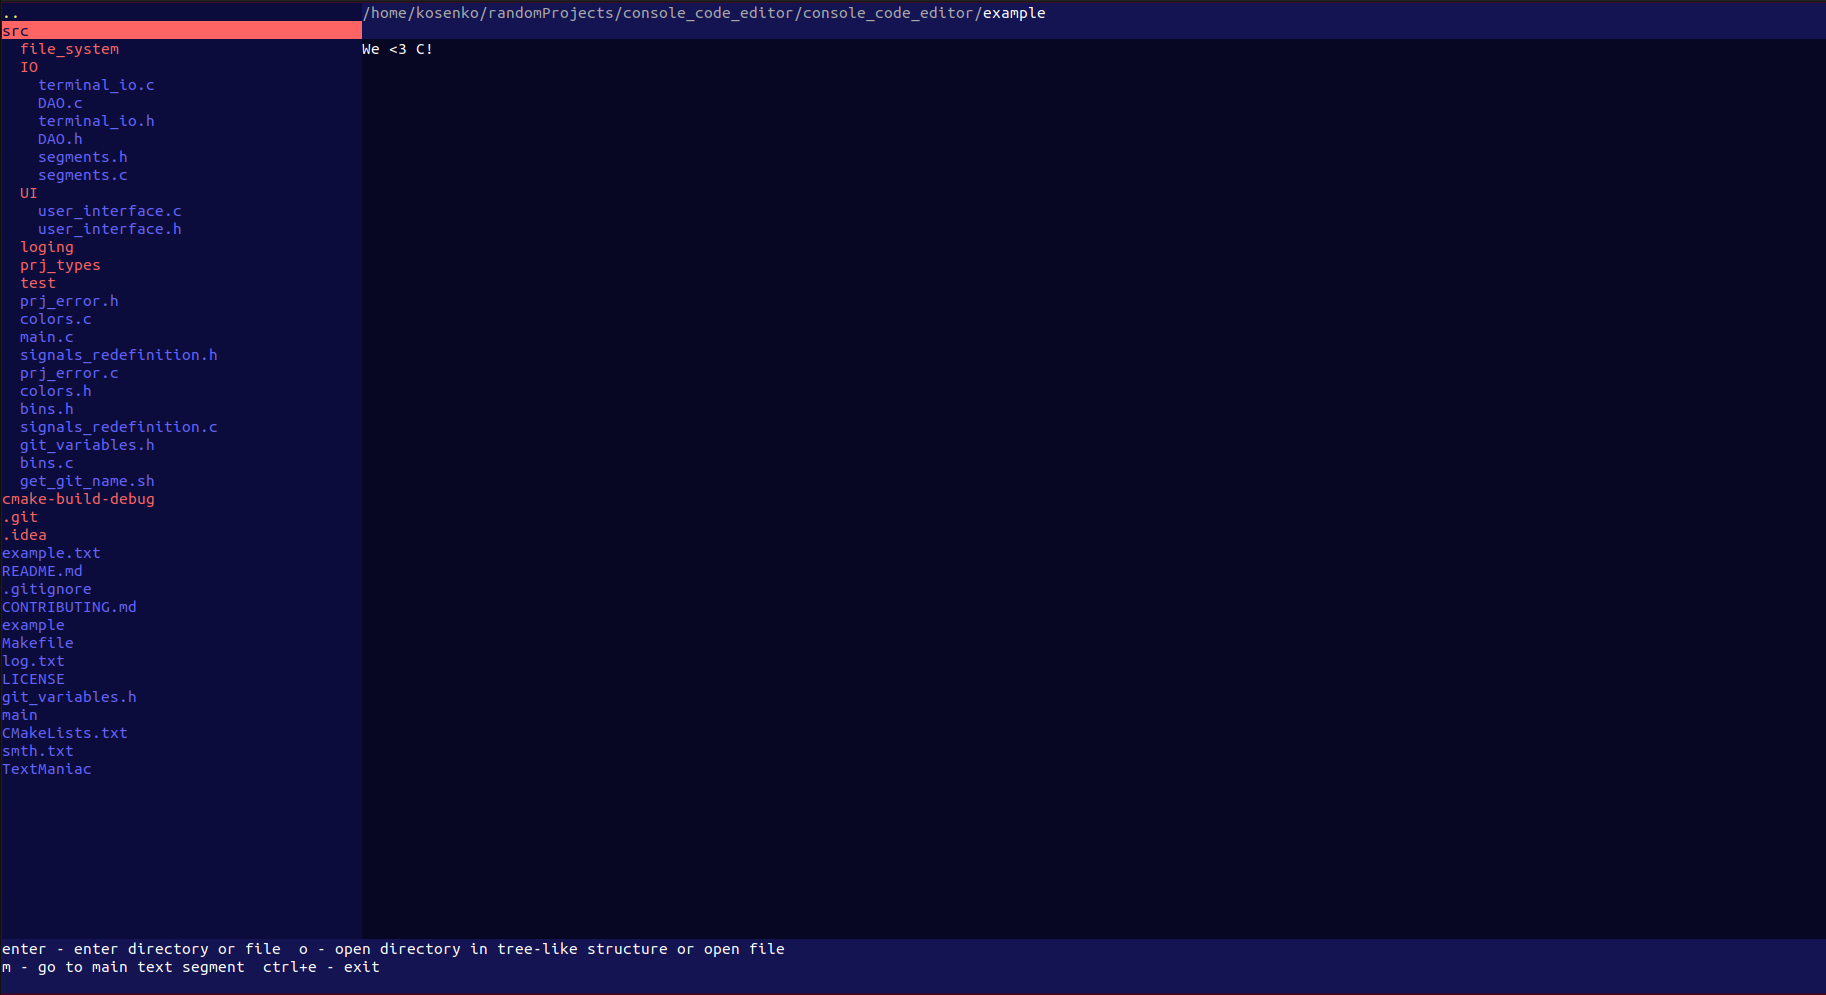 ..
src
file_system
IO
terminal_io.c
DAO.c
terminal_io.h
DAO.h
segments.h
segments.c
UI
user_interface.c
user_interface.h
loging
prj_types
test
prj_error.h
colors.c
main.c
signals_redefinition.h
prj_error.c
colors.h
bins.h
signals_redefinition.c
git_variables.h
bins.c
get_git_name.sh
cmake-build-debug
.git
.idea
example.txt
README.md
.gitignore
CONTRIBUTING.md
example
Makefile
log.txt
LICENSE
git_variables.h
main
CMakeLists.txt
smth.txt
TextManiac
/home/kosenko/randomProjects/console_code_editor/console_code_editor/example
We <3 C!
enter - enter directory or file  o - open directory in tree-like structure or open file
m - go to main text segment  ctrl+e - exit